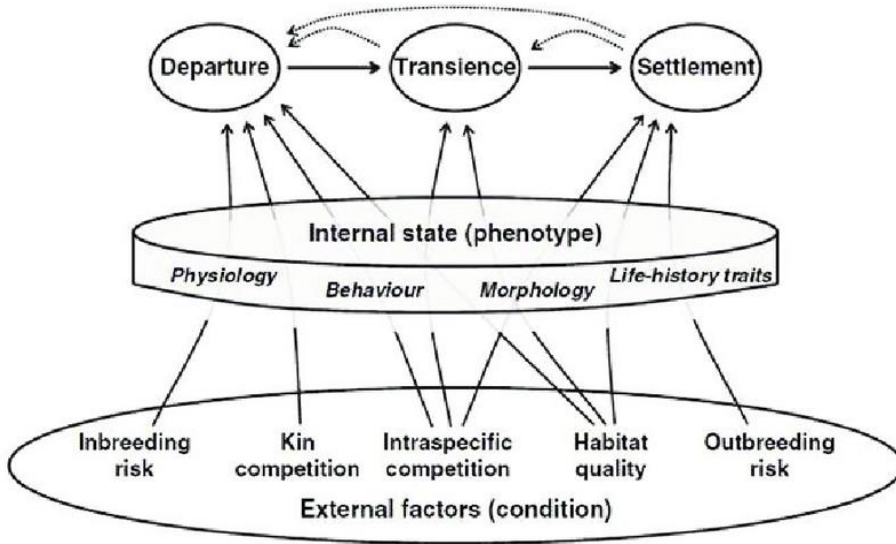 Departure Transience Settlement
Internal state (phenotype)
Physiology Behaviour Morphology Life-history traits
Inbreeding risk
Kin competition
Intraspecific competition
Habitat quality
Outbreeding risk
External factors (condition)